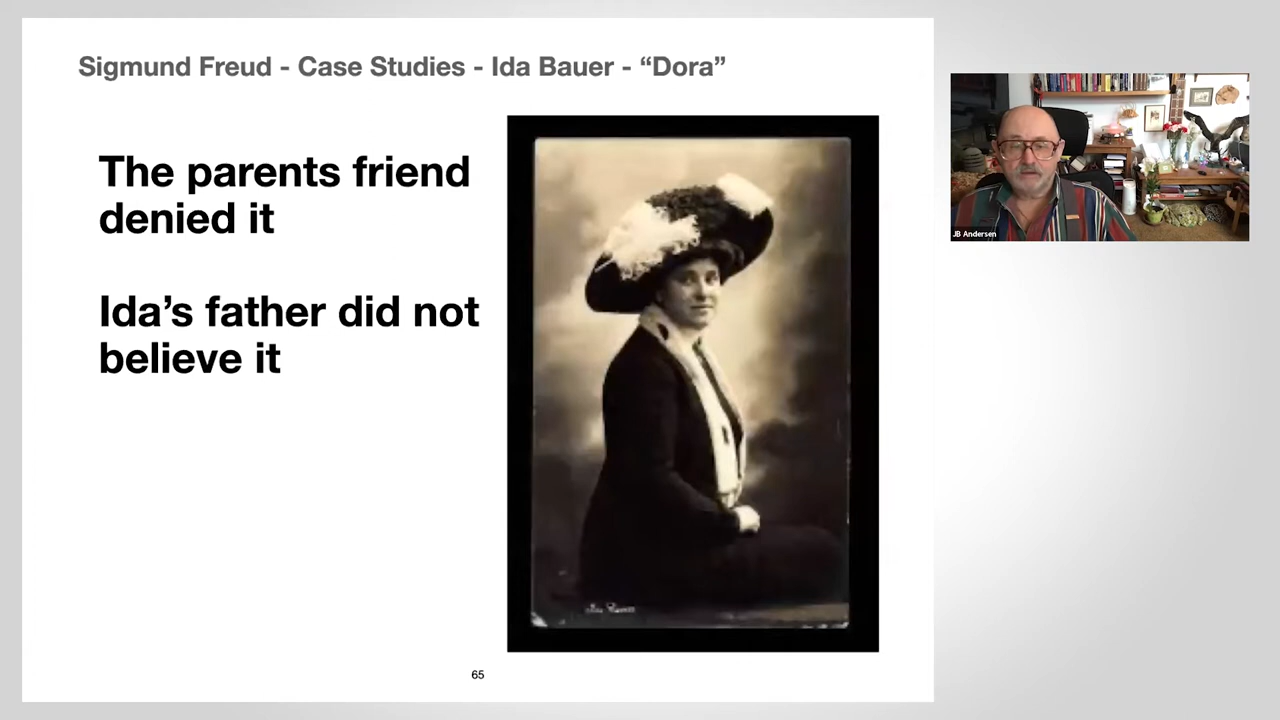 Sigmund Freud - Case Studies - Ida Bauer - “Dora”
The parents friend
denied it
Ida’s father did not
believe it
65
JB Andersen